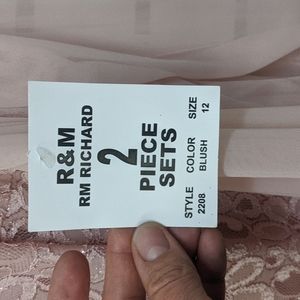 R&M
RM RICHARD
2
PIECE
SETS
STYLE COLOR SIZE
2208 BLUSH 12